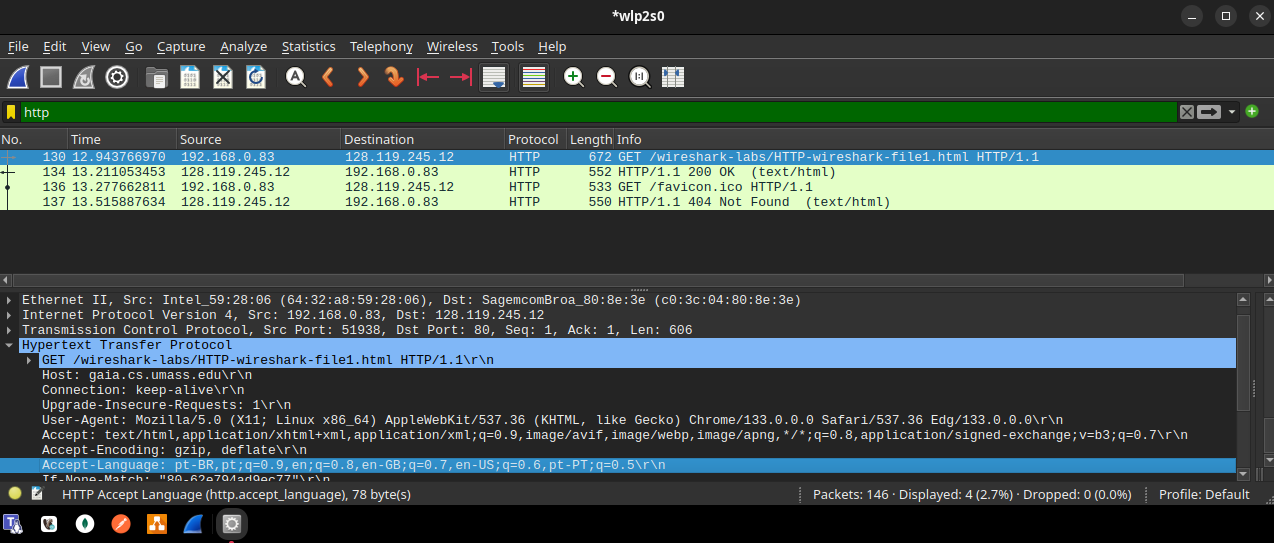 *wlp2s0
File Edit View Go Capture Analyze Statistics Telephony Wireless Tools Help
http
No. Time Source Destination Protocol Length Info
130 12.943766970 192.168.0.83 128.119.245.12 HTTP 672 GET /wireshark-labs/HTTP-wireshark-file1.html HTTP/1.1
134 13.211053453 128.119.245.12 192.168.0.83 HTTP 552 HTTP/1.1 200 OK (text/html)
136 13.277662811 192.168.0.83 128.119.245.12 HTTP 533 GET /favicon.ico HTTP/1.1
137 13.515887634 128.119.245.12 192.168.0.83 HTTP 550 HTTP/1.1 404 Not Found (text/html)
Ethernet II, Src: Intel_59:28:06 (64:32:a8:59:28:06), Dst: SagemcomBroa_80:8e:3e (c0:3c:04:80:8e:3e)
Internet Protocol Version 4, Src: 192.168.0.83, Dst: 128.119.245.12
Transmission Control Protocol, Src Port: 51938, Dst Port: 80, Seq: 1, Ack: 1, Len: 606
Hypertext Transfer Protocol
GET /wireshark-labs/HTTP-wireshark-file1.html HTTP/1.1\r\n
Host: gaia.cs.umass.edu\r\n
Connection: keep-alive\r\n
Upgrade-Insecure-Requests: 1\r\n
User-Agent: Mozilla/5.0 (X11; Linux x86_64) AppleWebKit/537.36 (KHTML, like Gecko) Chrome/133.0.0.0 Safari/537.36 Edg/133.0.0.0\r\n
Accept: text/html,application/xhtml+xml,application/xml;q=0.9,image/avif,image/webp,image/apng,*/*;q=0.8,application/signed-exchange;v=b3;q=0.7\r\n
Accept-Encoding: gzip, deflate\r\n
Accept-Language: pt-BR,pt;q=0.9,en;q=0.8,en-GB;q=0.7,en-US;q=0.6,pt-PT;q=0.5\r\n
If-None-Match: "80-62e794ad9ec77"\r\n
HTTP Accept Language (http.accept_language), 78 byte(s) Packets: 146 · Displayed: 4 (2.7%) · Dropped: 0 (0.0%) Profile: Default